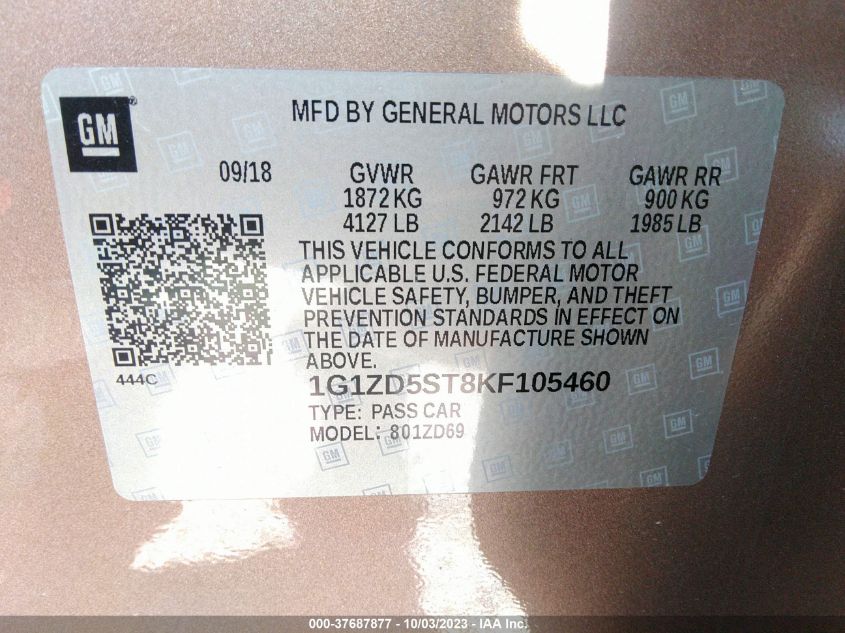 MFD BY GENERAL MOTORS LLC
GM
09/18 GVWR GAWR FRT GAWR RR
1872 KG 972 KG 900 KG
4127 LB 2142 LB 1985 LB
THIS VEHICLE CONFORMS TO ALL
APPLICABLE U.S. FEDERAL MOTOR
VEHICLE SAFETY, BUMPER, AND THEFT
PREVENTION STANDARDS IN EFFECT ON
THE DATE OF MANUFACTURE SHOWN
ABOVE.
444C
1G1ZD5ST8KF105460
TYPE: PASS CAR
MODEL: 801ZD69
000-37687877 - 10/03/2023 - IAA Inc.